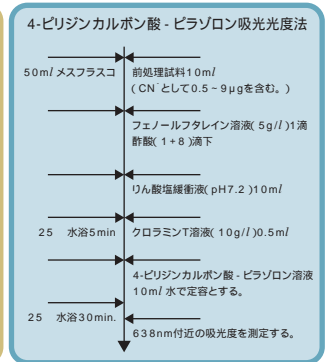 4-ピリジンカルボン酸 - ピラゾロン吸光光度法
50mlメスフラスコ
前処理試料10ml
(CN⁻として0.5～9μgを含む。)
フェノールフタレイン溶液(5g/l)1滴
酢酸(1+8)滴下
りん酸塩緩衝液(pH7.2)10ml
25 水浴5min
クロラミンT溶液(10g/l)0.5ml
4-ピリジンカルボン酸 - ピラゾロン溶液
10ml 水で定容とする。
25 水浴30min.
638nm付近の吸光度を測定する。